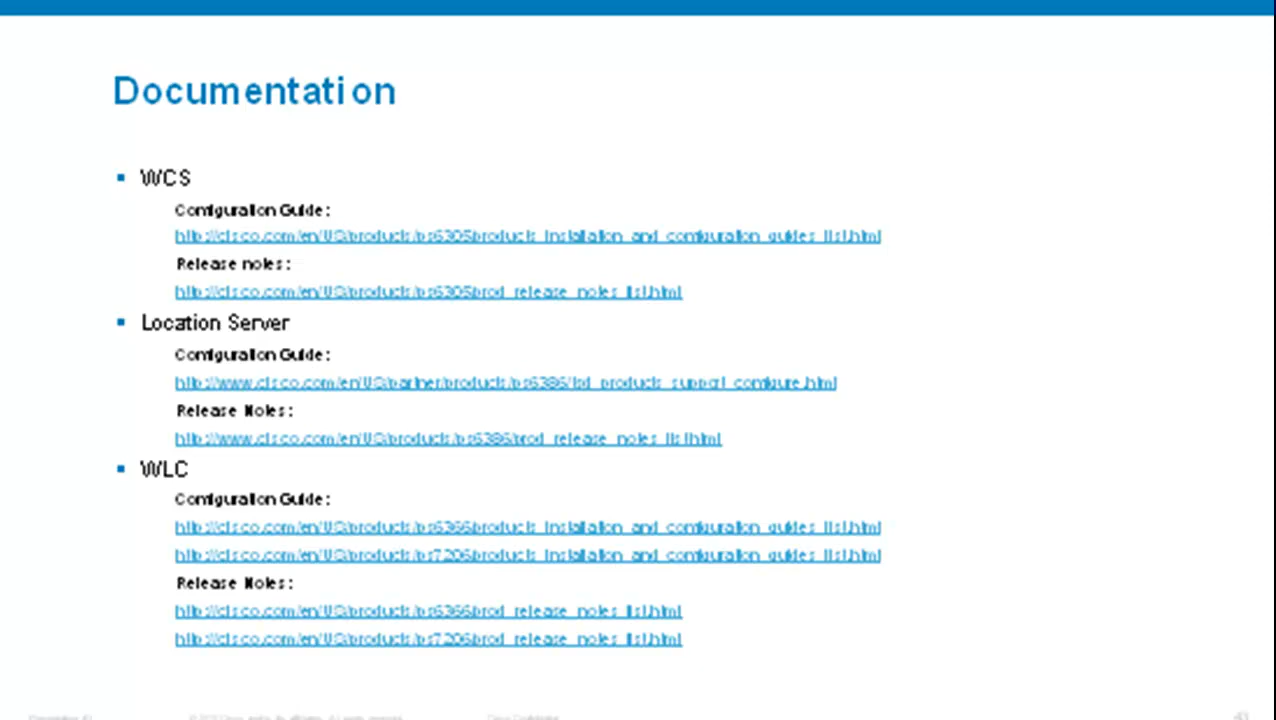 Documentation
WCS
Configuration Guide:
http://cisco.com/en/US/products/ps6305/products_installation_and_configuration_guides_list.html
Release notes:
http://cisco.com/en/US/products/ps6305/prod_release_notes_list.html
Location Server
Configuration Guide:
http://www.cisco.com/en/US/partner/products/ps6386/tsd_products_support_configure.html
Release Notes:
http://www.cisco.com/en/US/products/ps6386/prod_release_notes_list.html
WLC
Configuration Guide:
http://cisco.com/en/US/products/ps6366/products_installation_and_configuration_guides_list.html
http://cisco.com/en/US/products/ps7206/products_installation_and_configuration_guides_list.html
Release Notes:
http://cisco.com/en/US/products/ps6366/prod_release_notes_list.html
http://cisco.com/en/US/products/ps7206/prod_release_notes_list.html